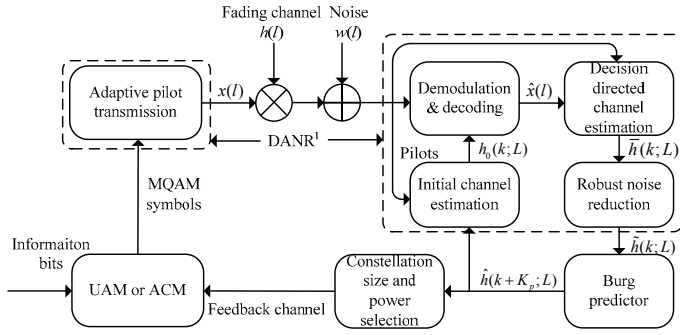 Fading channel
h(l)
Noise
w(l)
Adaptive pilot
transmission
x(l)
Demodulation
& decoding
x̂(l)
Decision
directed
channel
estimation
DANR¹
Pilots
h₀(k;L)
h̄(k;L)
MQAM
symbols
Initial channel
estimation
Robust noise
reduction
Informaiton
bits
h̃(k;L)
UAM or ACM
Feedback channel
Constellation
size and
power
selection
ĥ(k+Kₚ;L)
Burg
predictor